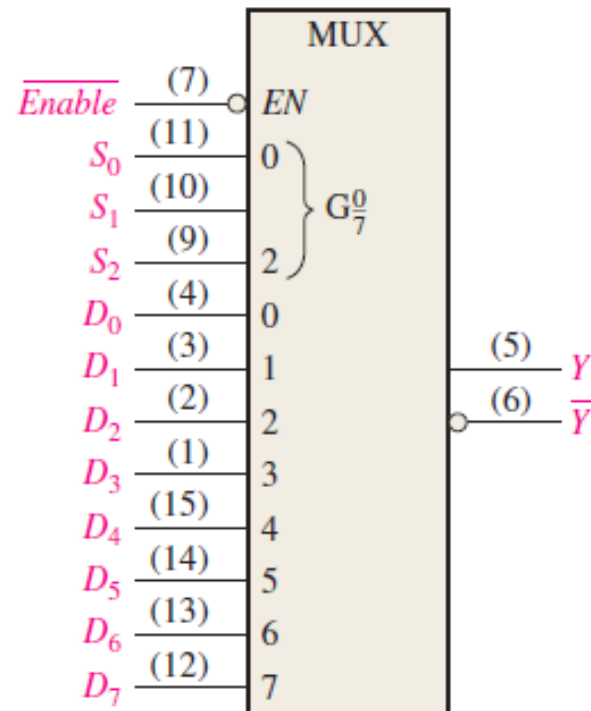 MUX
$\overline{Enable}$ (7) EN
S₀ (11) 0
S₁ (10) G 0/7
S₂ (9) 2
D₀ (4) 0
D₁ (3) 1 (5) Y
D₂ (2) 2 (6) $\overline{Y}$
D₃ (1) 3
D₄ (15) 4
D₅ (14) 5
D₆ (13) 6
D₇ (12) 7